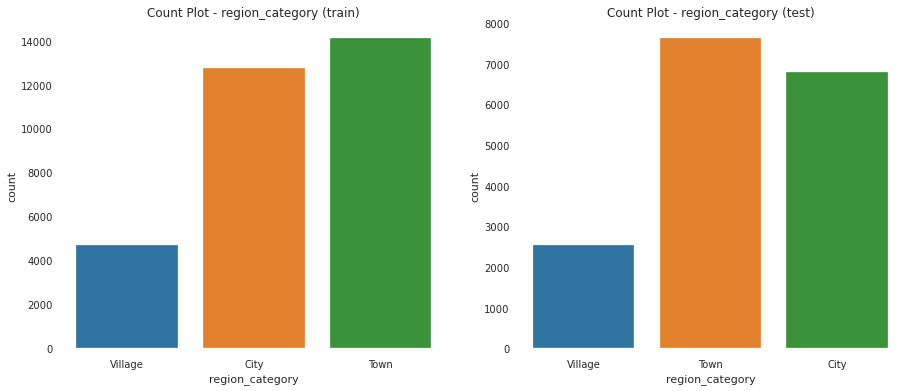 Count Plot - region_category (train)
14000
12000
10000
8000
6000
4000
2000
0
count
Village City Town
region_category
Count Plot - region_category (test)
8000
7000
6000
5000
4000
3000
2000
1000
0
count
Village Town City
region_category